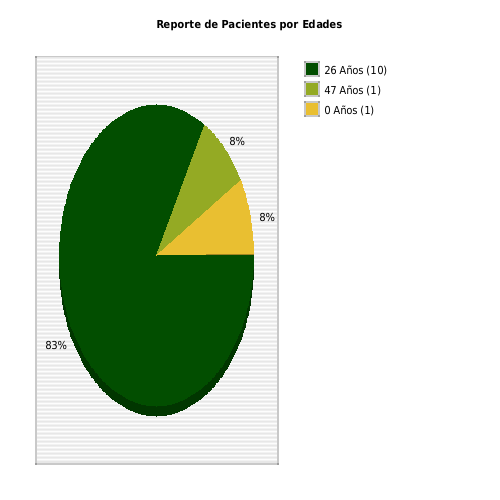 Reporte de Pacientes por Edades
26 Años (10)
47 Años (1)
0 Años (1)
8%
8%
83%